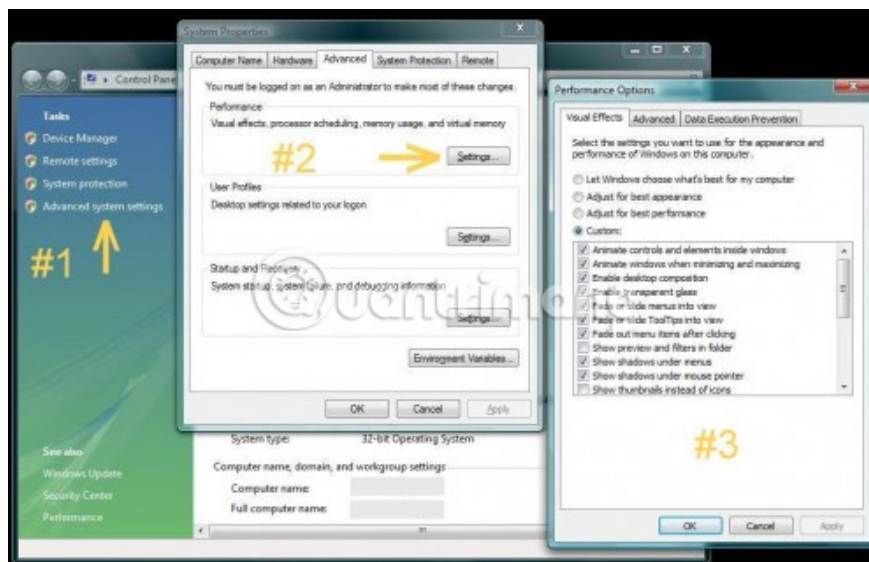 System Properties
X
Computer Name
Hardware
Advanced
System Protection
Remote
You must be logged on as an Administrator to make most of these changes.
Performance
Visual effects, processor scheduling, memory usage, and virtual memory
#2
Settings...
User Profiles
Desktop settings related to your logon
Settings...
Startup and Recovery
System startup, system failure, and debugging information
Settings...
Environment Variables...
OK
Cancel
Apply
Control Pane
Tasks
Device Manager
Remote settings
System protection
Advanced system settings
#1
See also
Windows Update
Security Center
Performance
System type:
32-bit Operating System
Computer name, domain, and workgroup settings
Computer name:
Full computer name:
Performance Options
Visual Effects
Advanced
Data Execution Prevention
Select the settings you want to use for the appearance and
performance of Windows on this computer.
Let Windows choose what's best for my computer
Adjust for best appearance
Adjust for best performance
Custom:
Animate controls and elements inside windows
Animate windows when minimizing and maximizing
Enable desktop composition
Enable transparent glass
Fade or slide menus into view
Fade or slide ToolTips into view
Fade out menu items after clicking
Show preview and filters in folder
Show shadows under menus
Show shadows under mouse pointer
Show thumbnails instead of icons
#3
OK
Cancel
Apply